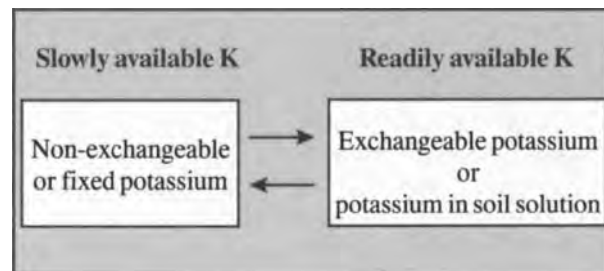 Slowly available K
Readily available K
Non-exchangeable
or fixed potassium
Exchangeable potassium
or
potassium in soil solution